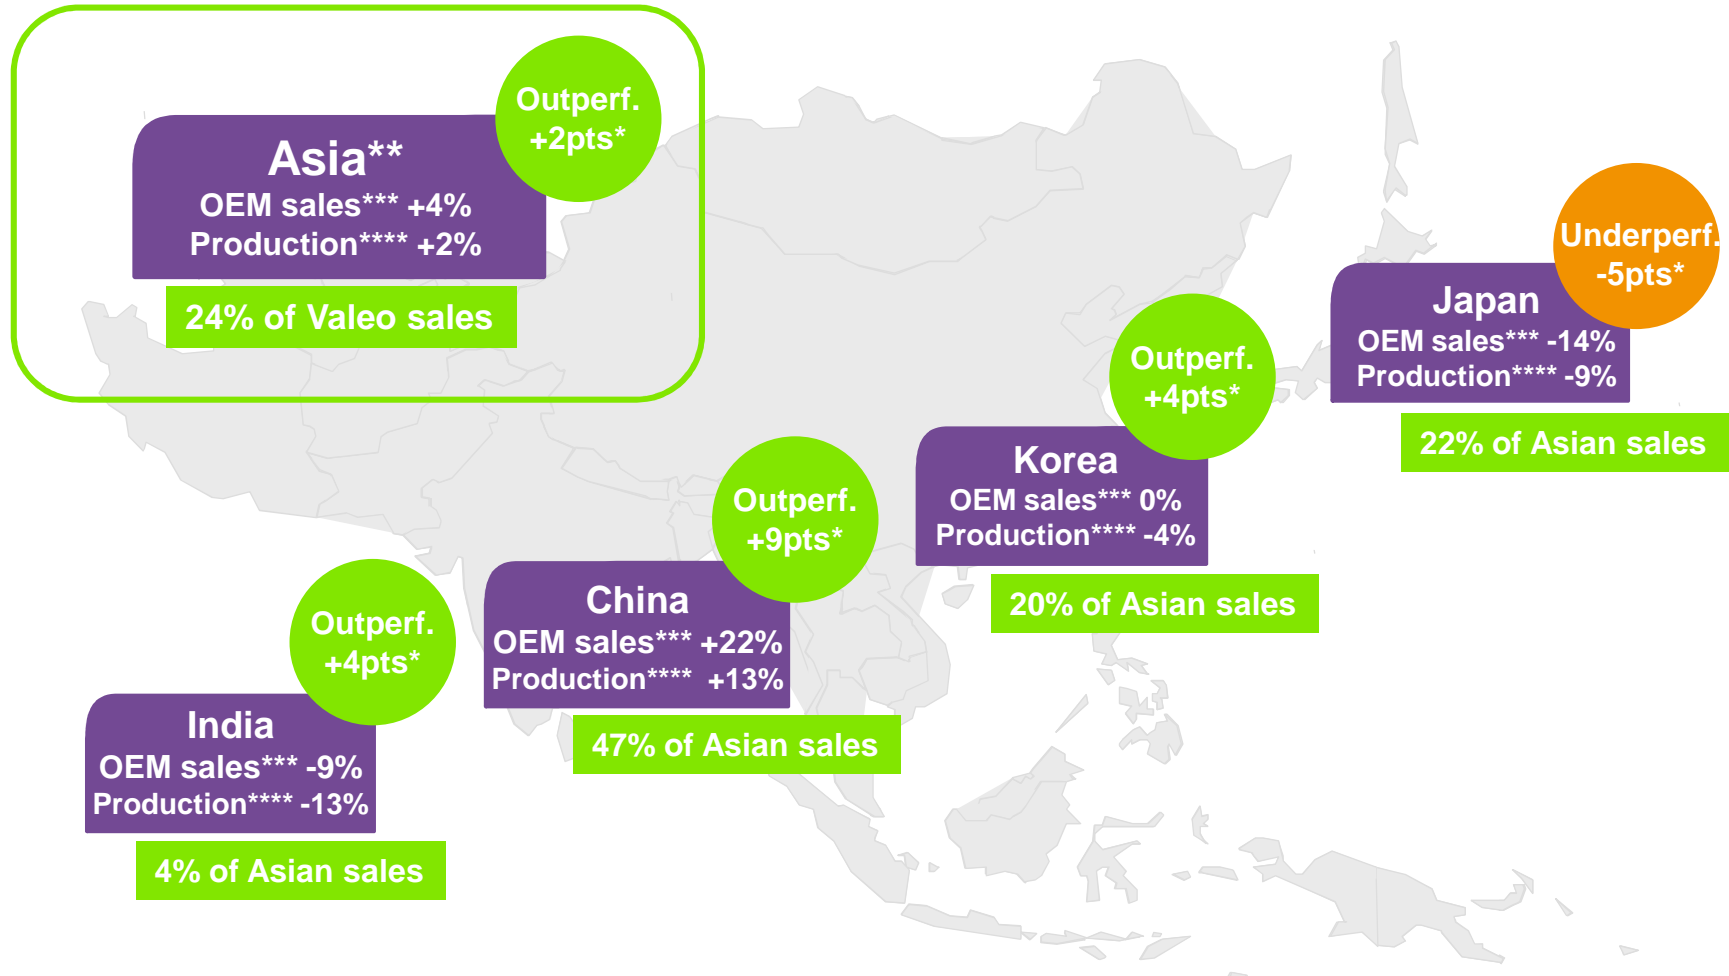 Outperf.
+2pts*
Asia**
OEM sales*** +4%
Production**** +2%
24% of Valeo sales
Underperf.
-5pts*
Japan
OEM sales*** -14%
Production**** -9%
22% of Asian sales
Outperf.
+4pts*
Korea
OEM sales*** 0%
Production**** -4%
20% of Asian sales
Outperf.
+9pts*
China
OEM sales*** +22%
Production**** +13%
47% of Asian sales
Outperf.
+4pts*
India
OEM sales*** -9%
Production**** -13%
4% of Asian sales